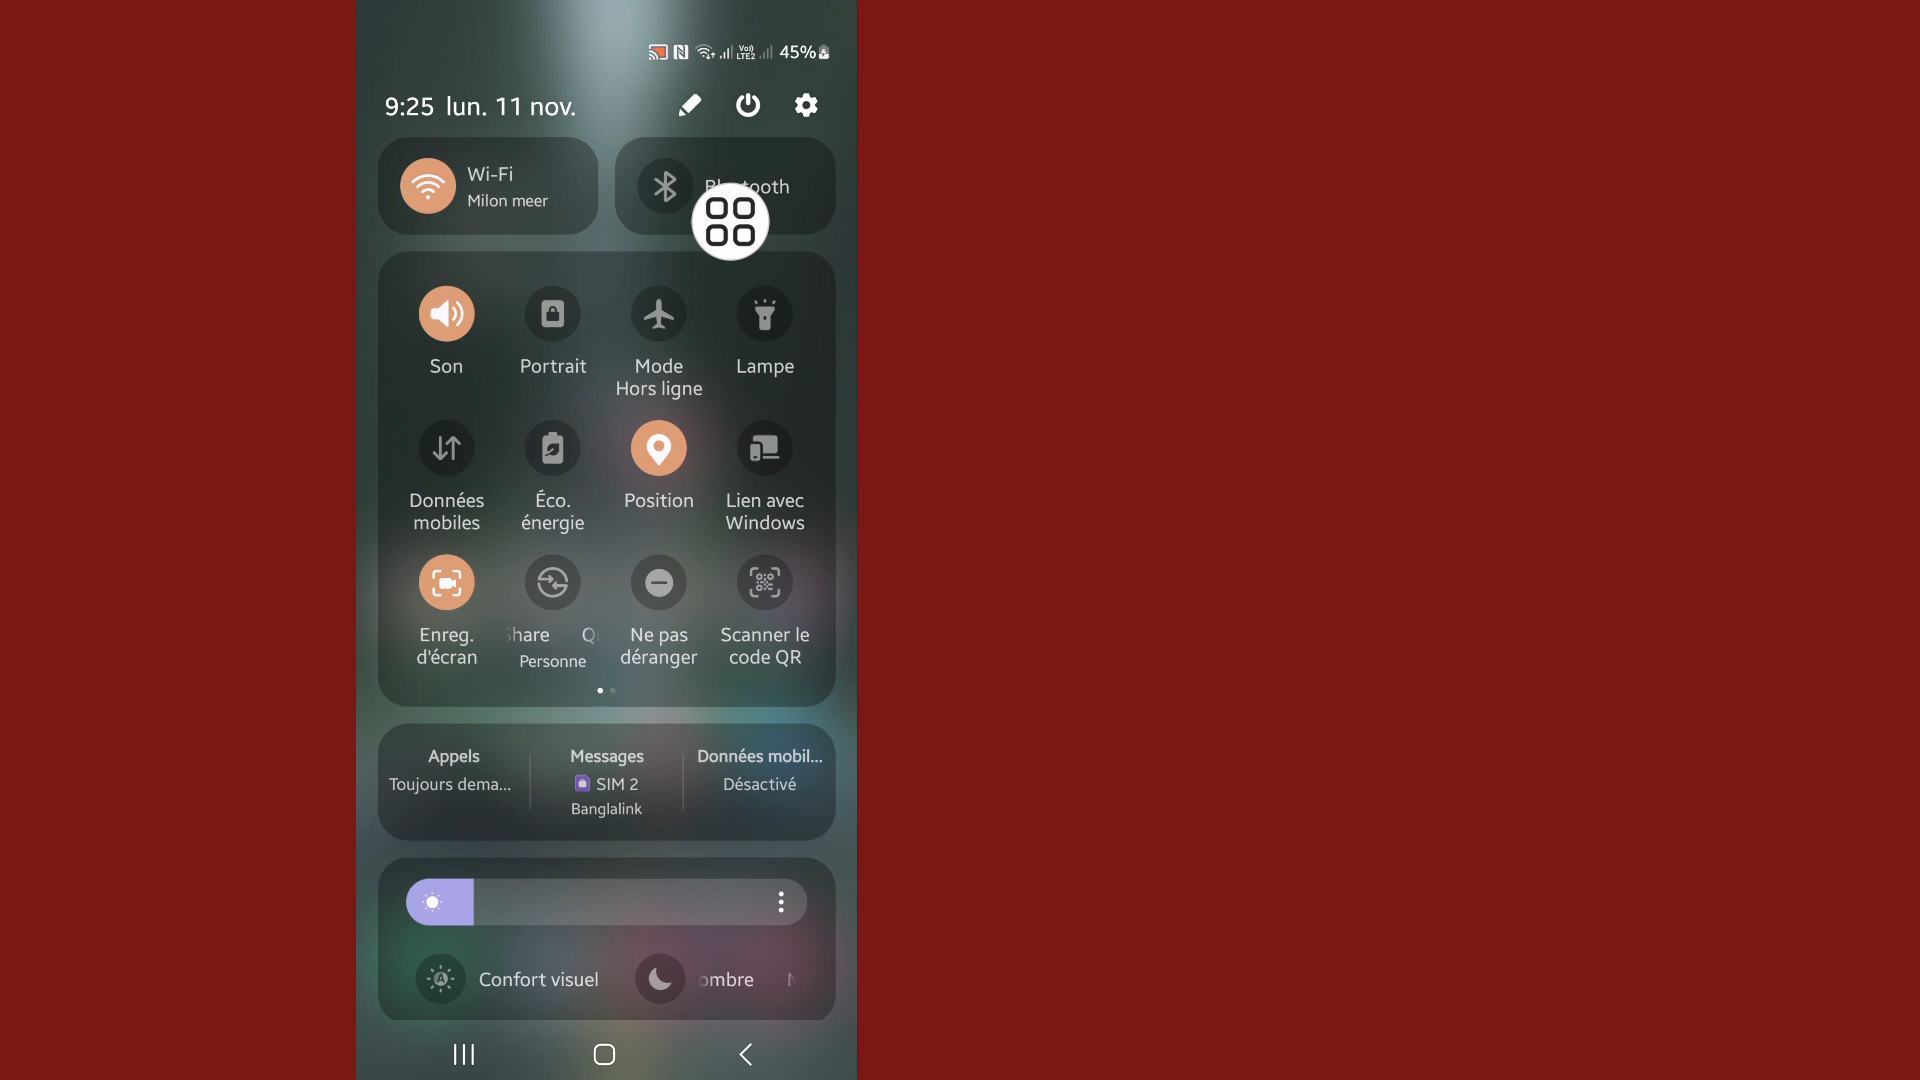 45%
9:25 lun. 11 nov.
Wi-Fi
Milon meer
Son
Portrait
Mode
Hors ligne
Lampe
Données
mobiles
Éco.
énergie
Position
Lien avec
Windows
Enreg.
d'écran
Share
Personne
Ne pas
déranger
Scanner le
code QR
Appels
Toujours dema...
Messages
SIM 2
Banglalink
Données mobil...
Désactivé
Confort visuel
ombre